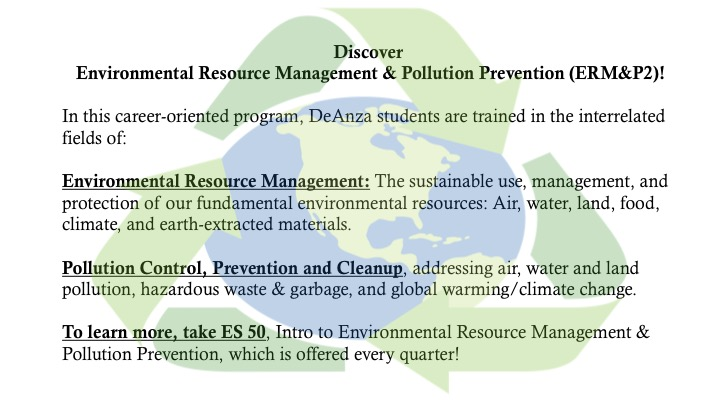 Discover
Environmental Resource Management & Pollution Prevention (ERM&P2)!
In this career-oriented program, DeAnza students are trained in the interrelated
fields of:
Environmental Resource Management: The sustainable use, management, and
protection of our fundamental environmental resources: Air, water, land, food,
climate, and earth-extracted materials.
Pollution Control, Prevention and Cleanup, addressing air, water and land
pollution, hazardous waste & garbage, and global warming/climate change.
To learn more, take ES 50, Intro to Environmental Resource Management &
Pollution Prevention, which is offered every quarter!